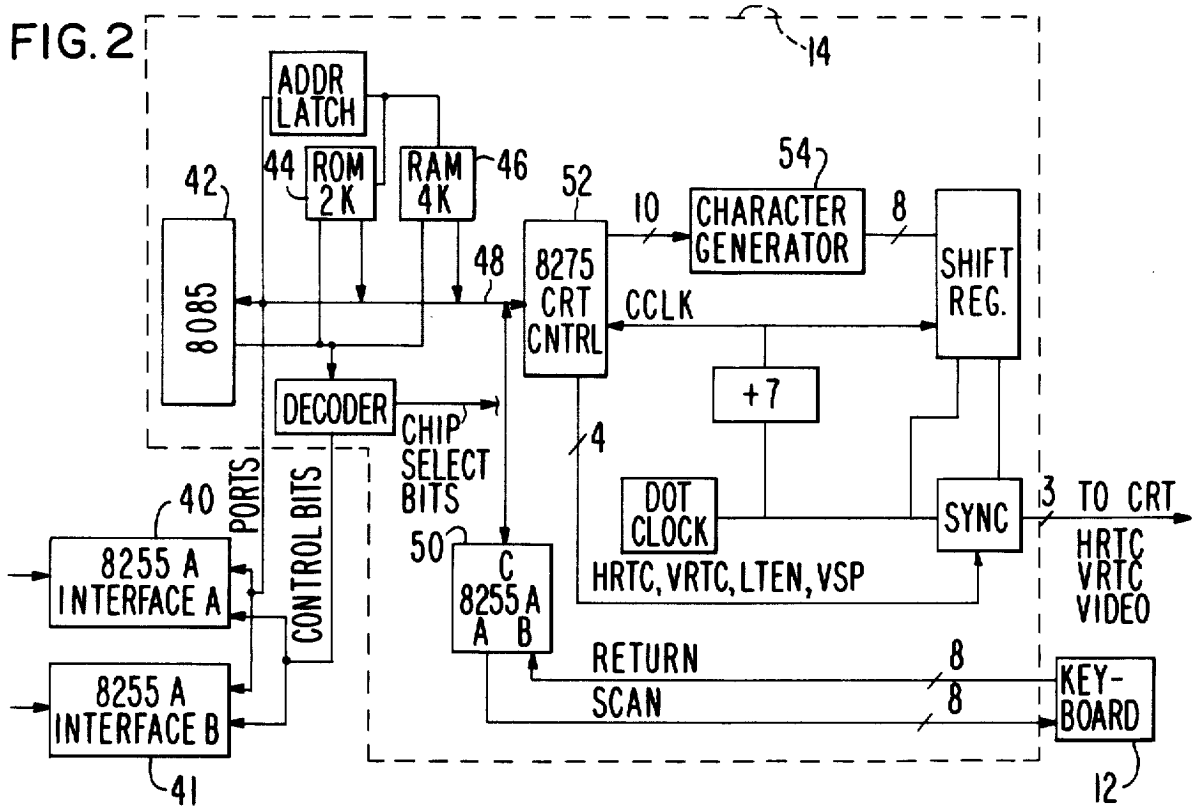 FIG. 2
14
ADDR
LATCH
44
ROM
2K
RAM
4K
46
42
8085
48
52
8275
CRT
CNTRL
10
54
CHARACTER
GENERATOR
8
SHIFT
REG.
CCLK
+7
DECODER
CHIP
SELECT
BITS
4
DOT
CLOCK
SYNC
3
TO CRT
HRTC
VRTC
VIDEO
HRTC, VRTC, LTEN, VSP
PORTS
CONTROL BITS
40
8255 A
INTERFACE A
8255 A
INTERFACE B
41
50
C
8255 A
A B
RETURN
8
SCAN
8
KEY-
BOARD
12